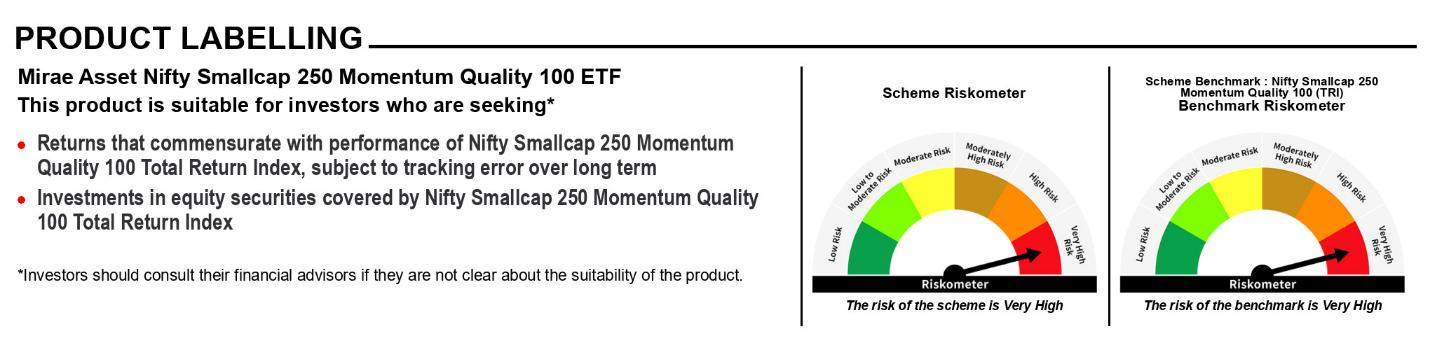 PRODUCT LABELLING
Mirae Asset Nifty Smallcap 250 Momentum Quality 100 ETF
This product is suitable for investors who are seeking*
• Returns that commensurate with performance of Nifty Smallcap 250 Momentum
Quality 100 Total Return Index, subject to tracking error over long term
• Investments in equity securities covered by Nifty Smallcap 250 Momentum Quality
100 Total Return Index
*Investors should consult their financial advisors if they are not clear about the suitability of the product.
Scheme Riskometer
Low Risk
Low to
Moderate Risk
Moderate Risk
Moderately
High Risk
High Risk
Very High
Risk
Riskometer
The risk of the scheme is Very High
Scheme Benchmark : Nifty Smallcap 250
Momentum Quality 100 (TRI)
Benchmark Riskometer
Low Risk
Low to
Moderate Risk
Moderate Risk
Moderately
High Risk
High Risk
Very High
Risk
Riskometer
The risk of the benchmark is Very High